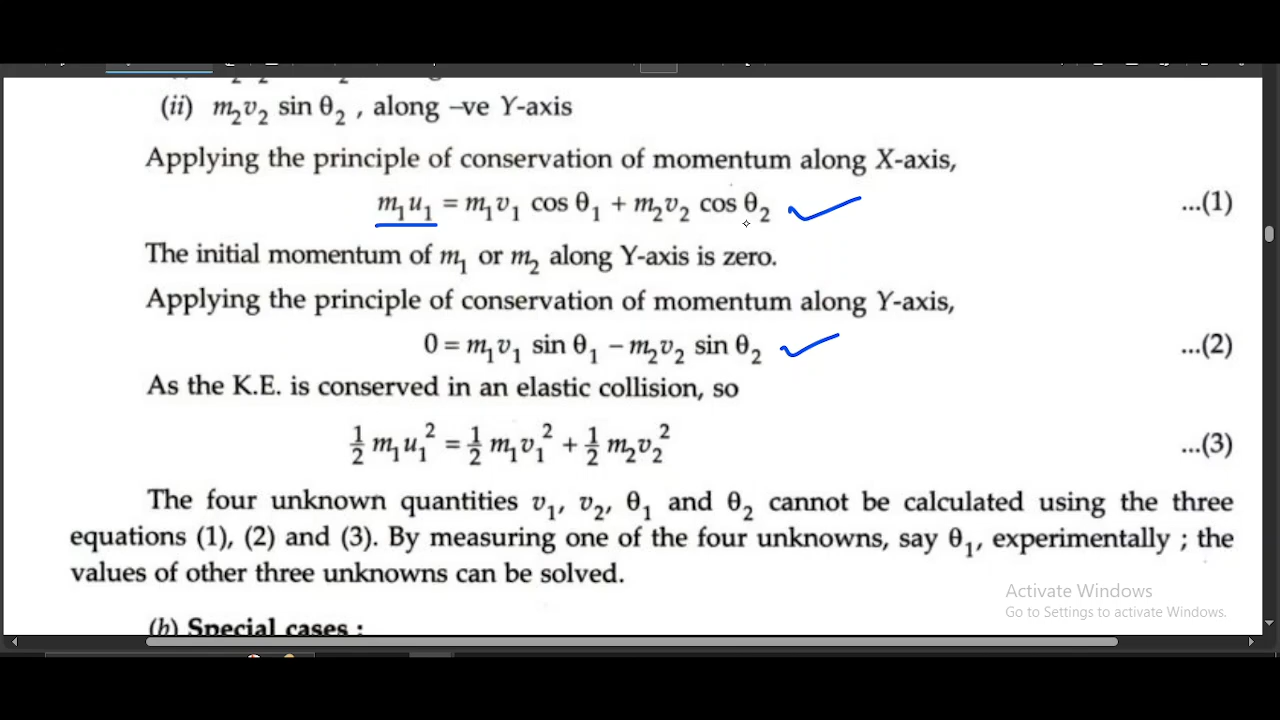 (ii) m₂v₂ sin θ₂ , along –ve Y-axis
Applying the principle of conservation of momentum along X-axis,
m₁u₁ = m₁v₁ cos θ₁ + m₂v₂ cos θ₂ ...(1)
The initial momentum of m₁ or m₂ along Y-axis is zero.
Applying the principle of conservation of momentum along Y-axis,
0 = m₁v₁ sin θ₁ – m₂v₂ sin θ₂ ...(2)
As the K.E. is conserved in an elastic collision, so
½ m₁u₁² = ½ m₁v₁² + ½ m₂v₂² ...(3)
The four unknown quantities v₁, v₂, θ₁ and θ₂ cannot be calculated using the three
equations (1), (2) and (3). By measuring one of the four unknowns, say θ₁, experimentally ; the
values of other three unknowns can be solved.
Activate Windows
Go to Settings to activate Windows.
(b) Special cases :